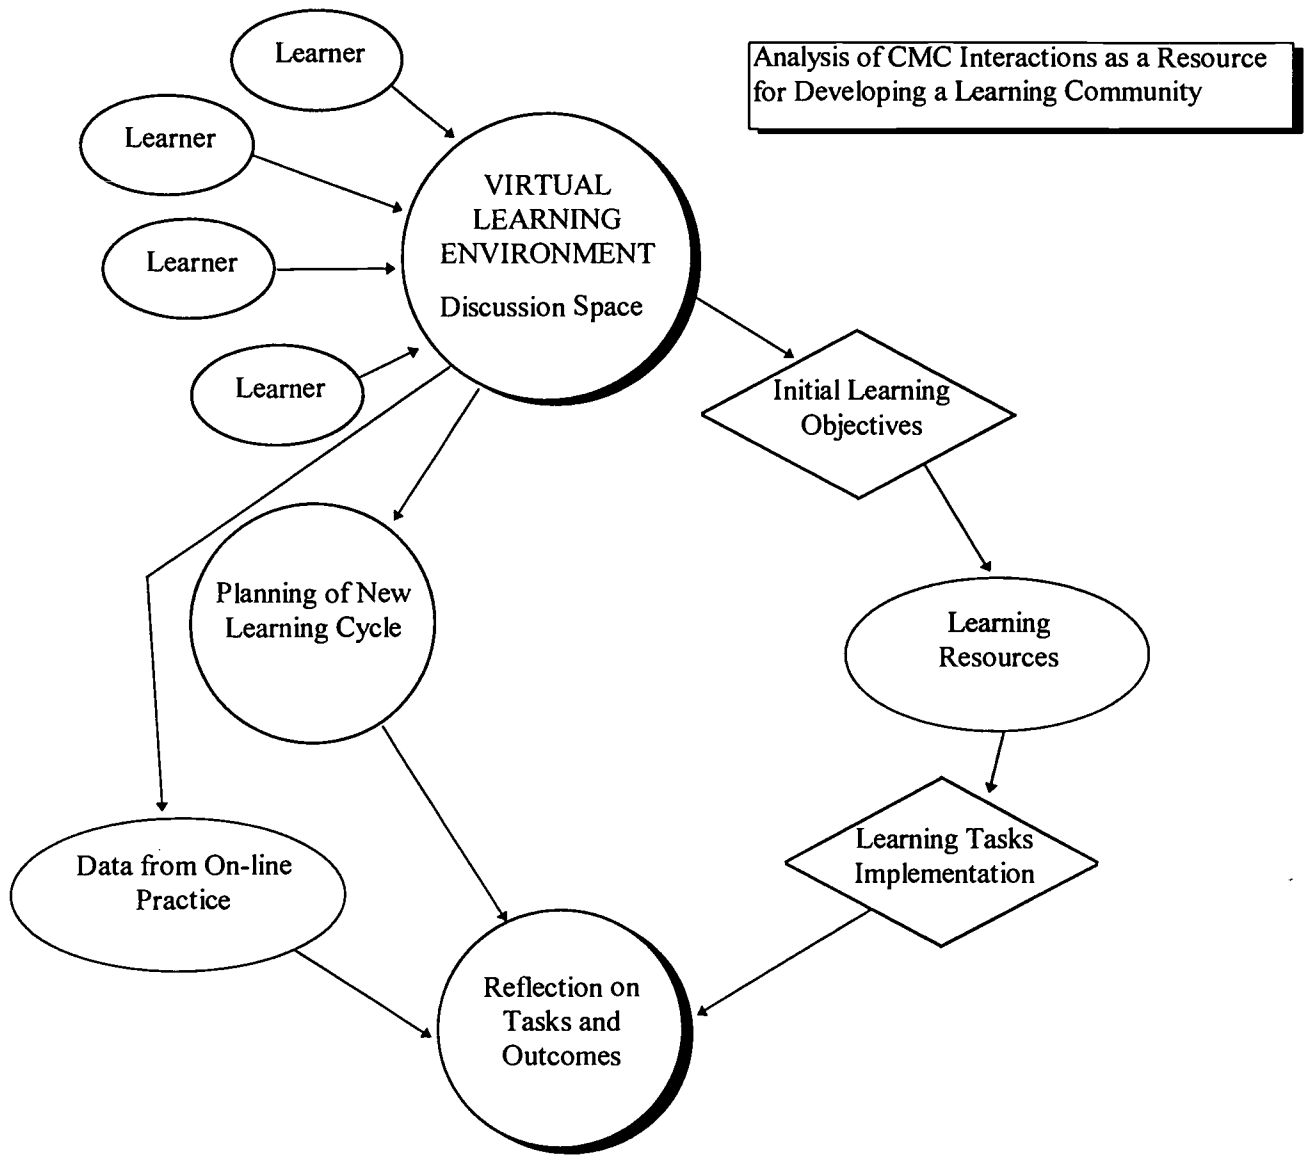 Learner
Analysis of CMC Interactions as a Resource
for Developing a Learning Community
Learner
VIRTUAL
LEARNING
ENVIRONMENT
Discussion Space
Learner
Learner
Initial Learning
Objectives
Planning of New
Learning Cycle
Learning
Resources
Learning Tasks
Implementation
Data from On-line
Practice
Reflection on
Tasks and
Outcomes